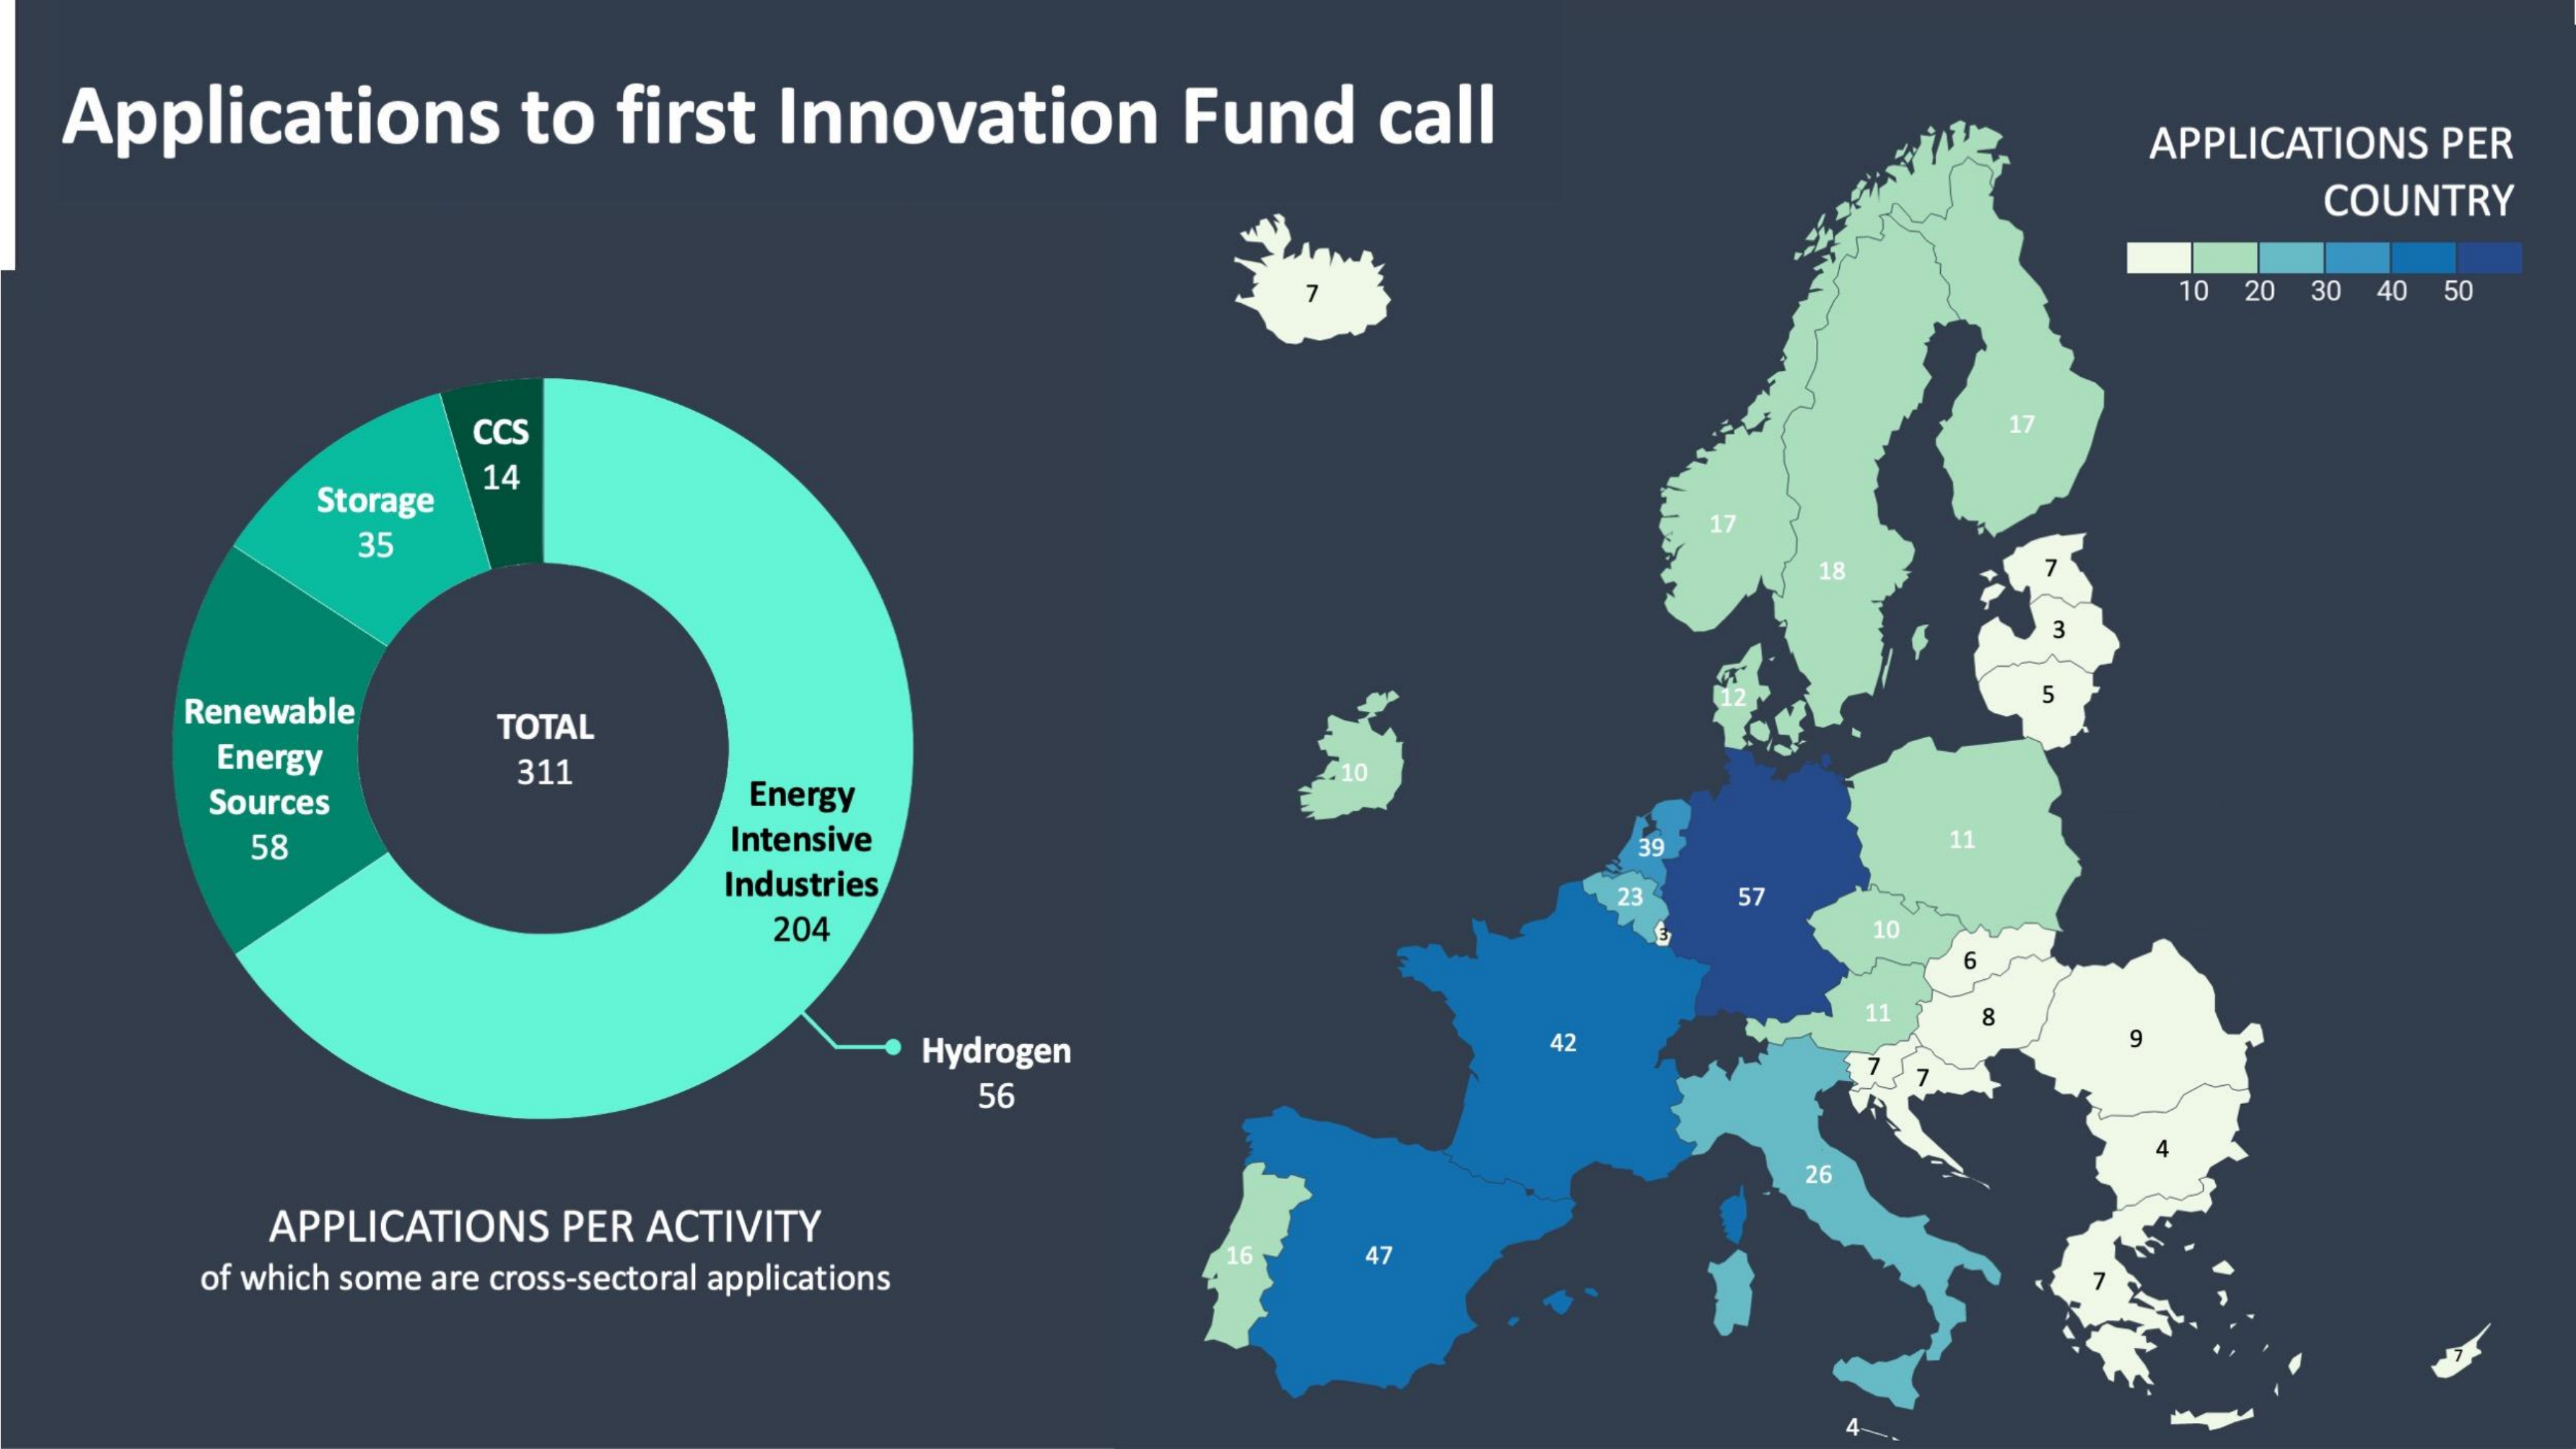 Applications to first Innovation Fund call
APPLICATIONS PER
COUNTRY
10 20 30 40 50
CCS
14
Storage
35
Renewable
Energy
Sources
58
TOTAL
311
Energy
Intensive
Industries
204
Hydrogen
56
APPLICATIONS PER ACTIVITY
of which some are cross-sectoral applications
7
17
17
18
7
3
5
12
10
39
11
23
57
3
10
6
11
8
42
9
7
7
4
26
16
47
7
7
4